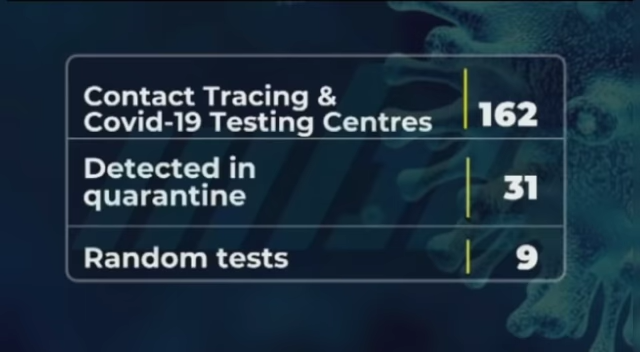 Contact Tracing &
Covid-19 Testing Centres 162
Detected in
quarantine 31
Random tests 9